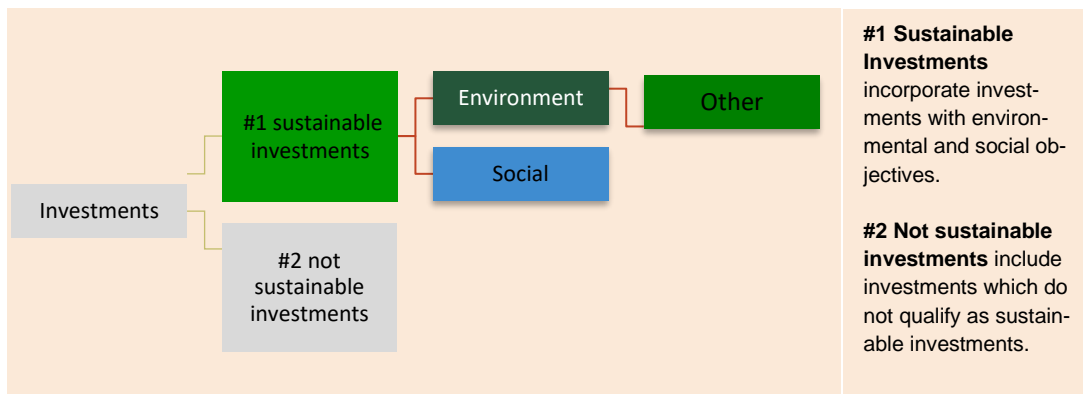 Investments
#1 sustainable
investments
#2 not
sustainable
investments
Environment
Social
Other
#1 Sustainable
Investments
incorporate invest-
ments with environ-
mental and social ob-
jectives.
#2 Not sustainable
investments include
investments which do
not qualify as sustain-
able investments.